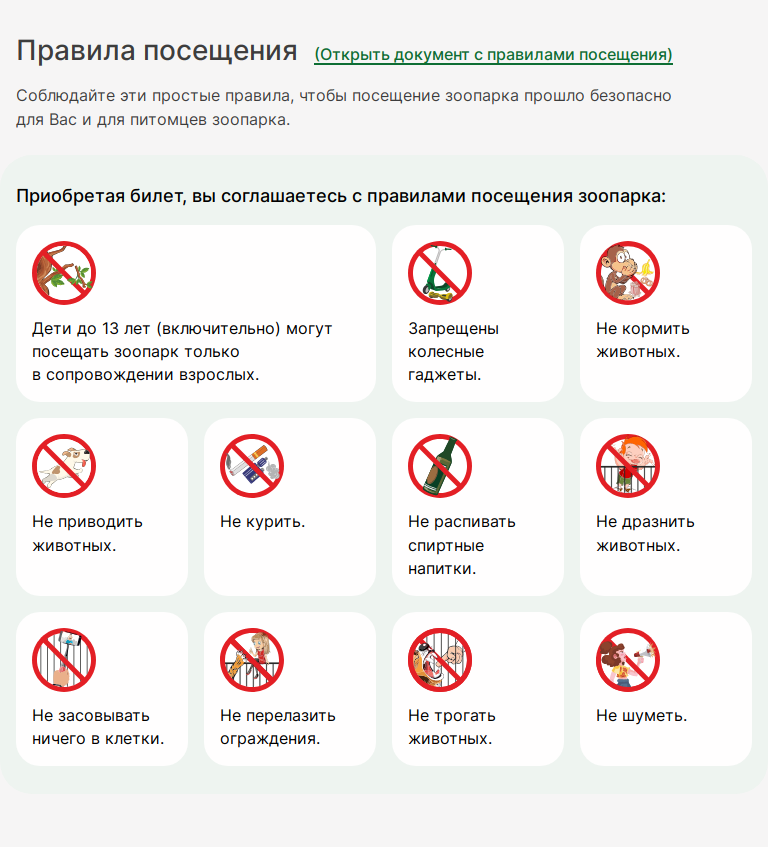 Правила посещения (Открыть документ с правилами посещения)
Соблюдайте эти простые правила, чтобы посещение зоопарка прошло безопасно
для Вас и для питомцев зоопарка.
Приобретая билет, вы соглашаетесь с правилами посещения зоопарка:
Дети до 13 лет (включительно) могут
посещать зоопарк только
в сопровождении взрослых.
Запрещены
колесные
гаджеты.
Не кормить
животных.
Не приводить
животных.
Не курить.
Не распивать
спиртные
напитки.
Не дразнить
животных.
Не засовывать
ничего в клетки.
Не перелазить
ограждения.
Не трогать
животных.
Не шуметь.